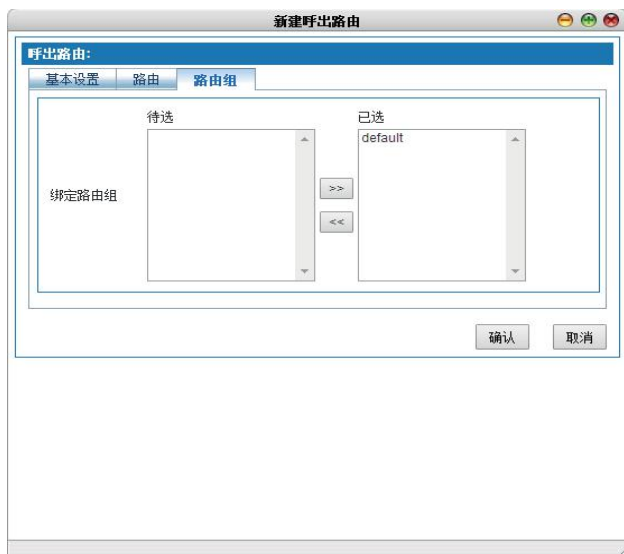 新建呼出路由
呼出路由:
基本设置 路由 路由组
待选 已选
default
绑定路由组
>>
<<
确认 取消